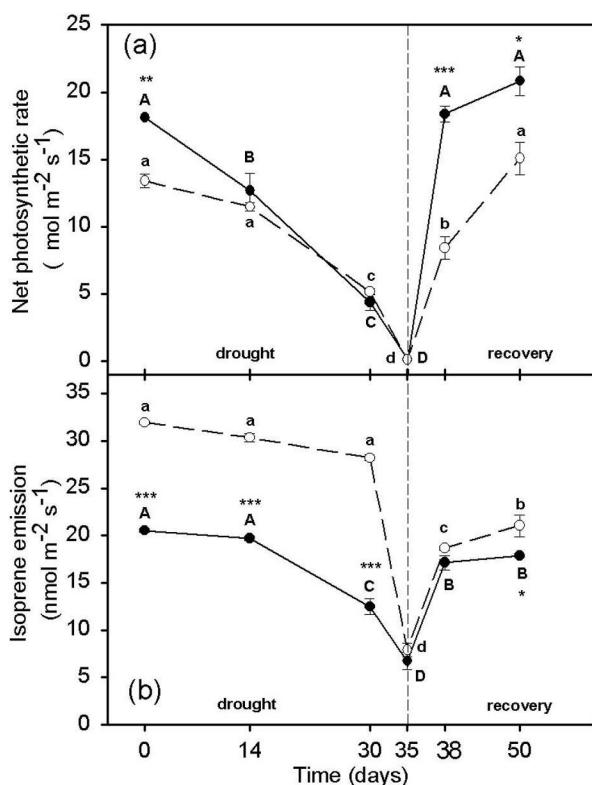 (a)
25
20
15
10
5
0
Net photosynthetic rate
( mol m-2 s-1)
**
A
a
B
a
c
C
d D
***
A
b
*
A
a
drought recovery
(b)
35
30
25
20
15
10
5
0
Isoprene emission
(nmol m-2 s-1)
a
a
a
***
A
***
A
***
C
d
D
c
B
b
B
*
drought recovery
0 14 30 35 38 50
Time (days)